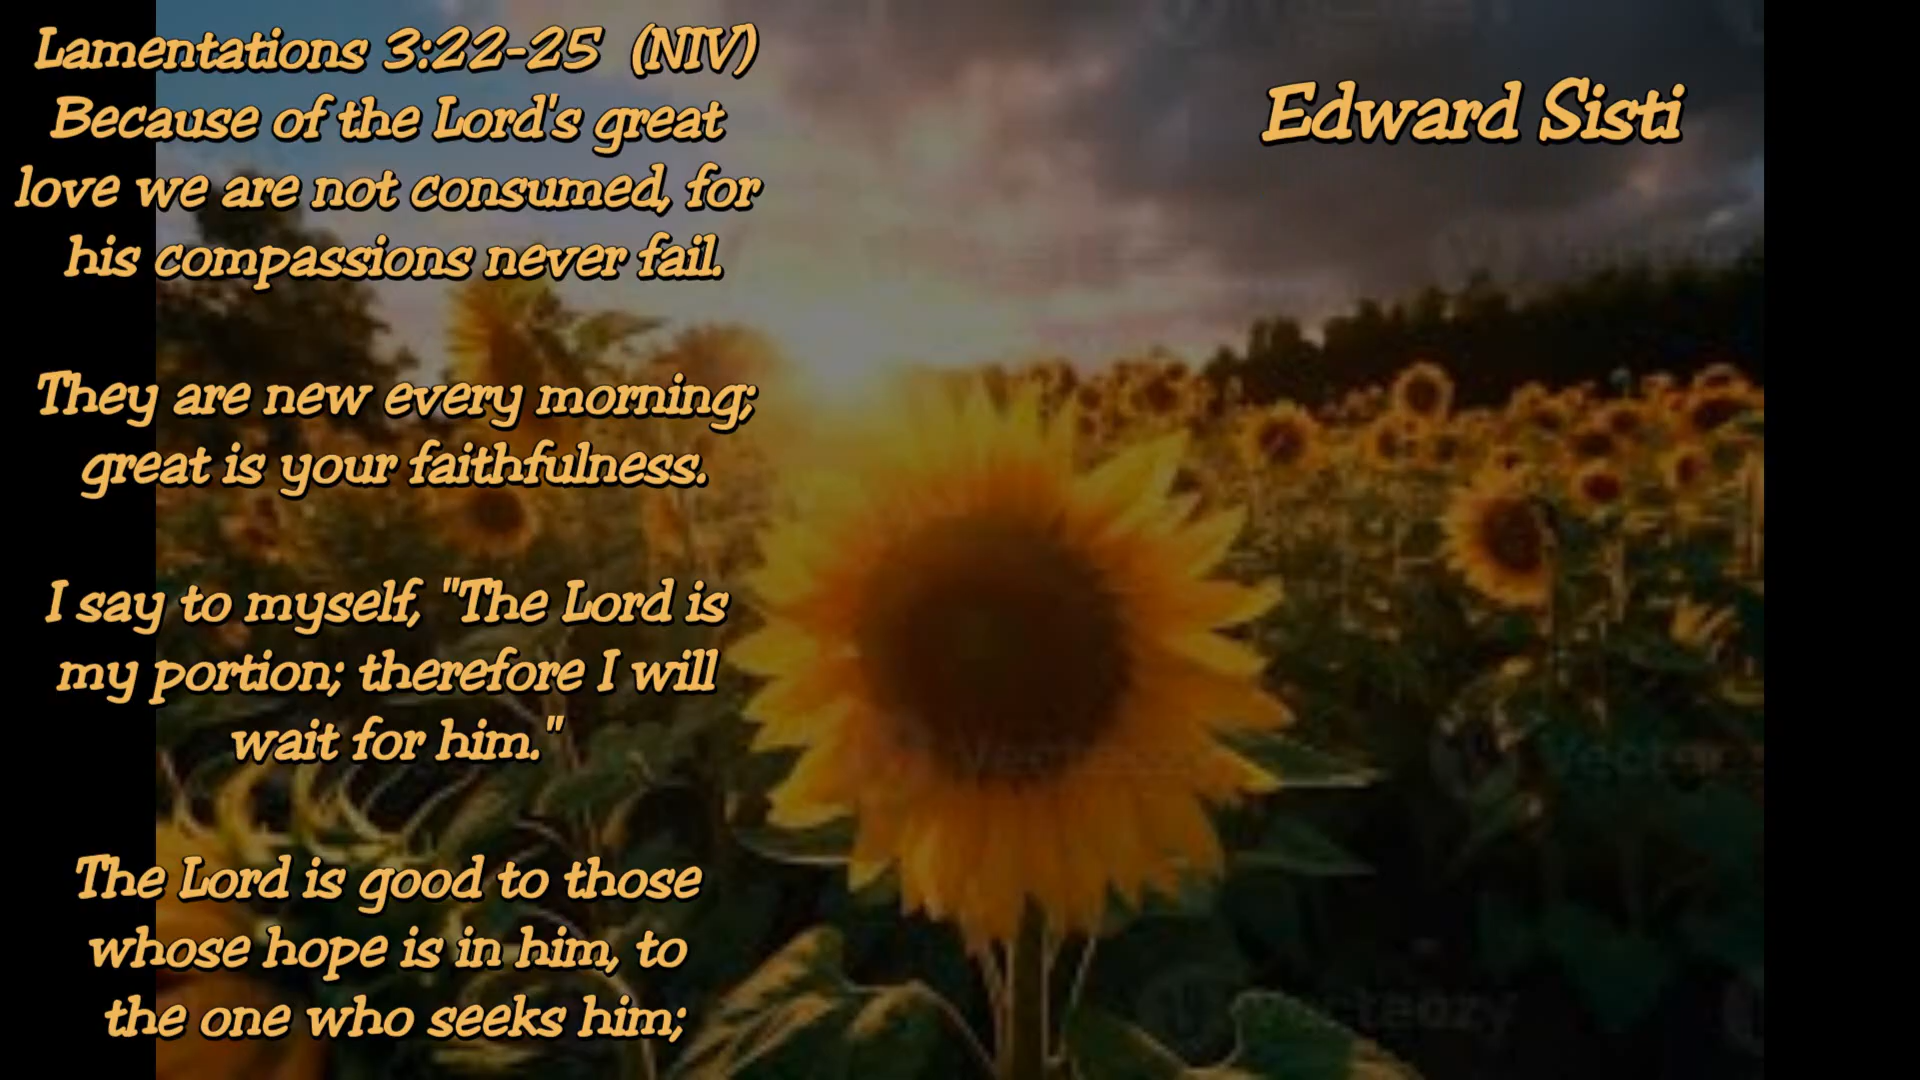 Lamentations 3:22-25 (NIV)
Because of the Lord's great
love we are not consumed, for
his compassions never fail.
They are new every morning;
great is your faithfulness.
I say to myself, "The Lord is
my portion; therefore I will
wait for him."
The Lord is good to those
whose hope is in him, to
the one who seeks him;
Edward Sisti